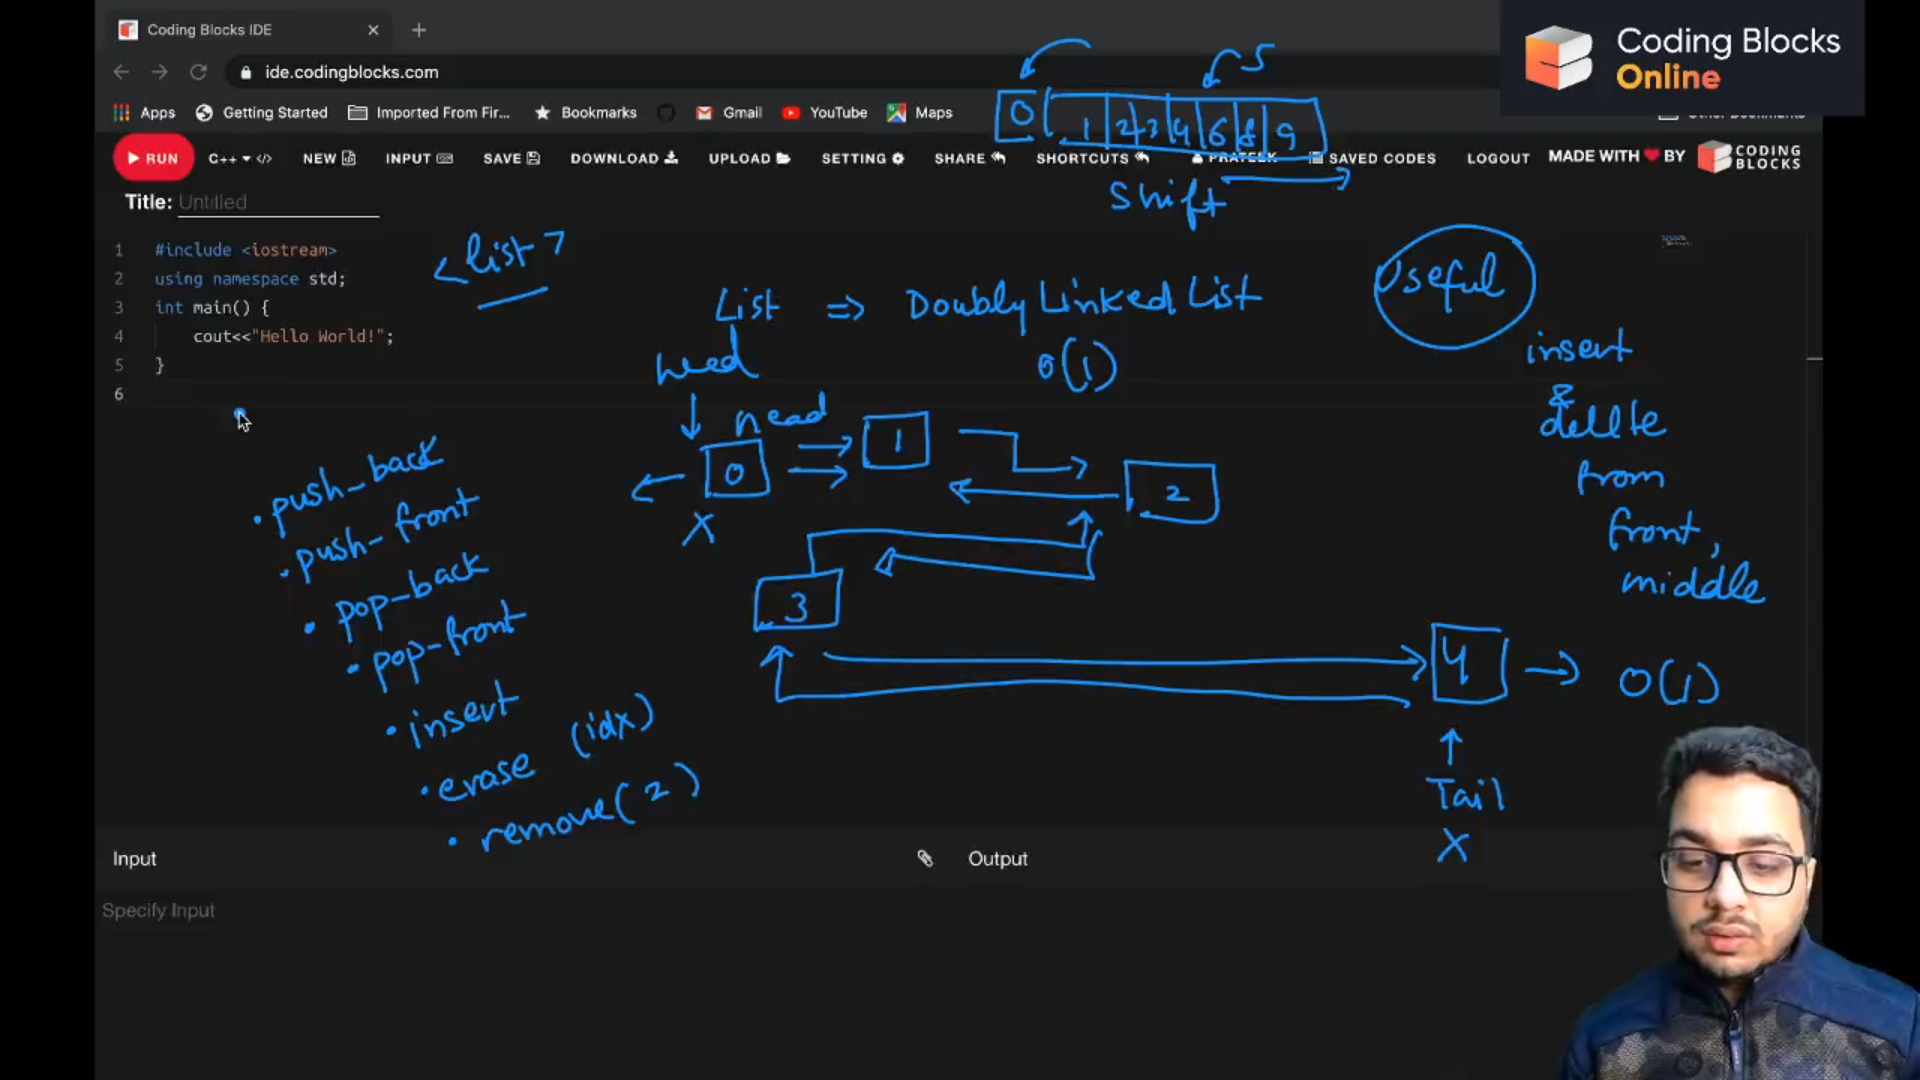 Coding Blocks IDE
ide.codingblocks.com
Coding Blocks
Online
Apps Getting Started Imported From Fir... Bookmarks Gmail YouTube Maps
5
0 1 2 3 4 6 8 9
RUN C++ </> NEW INPUT SAVE DOWNLOAD UPLOAD SETTING SHARE SHORTCUTS PRATEEK SAVED CODES LOGOUT MADE WITH BY CODING BLOCKS
Shift
Title: Untitled
1 #include <iostream>
2 using namespace std;
3 int main() {
4 cout<<"Hello World!";
5 }
6
<list>
List => Doubly Linked List
O(1)
Useful
insert
&
delete
from
front,
middle
head
head
0 1 2
X
3 4 → O(1)
Tail
X
• push_back
• push-front
• pop-back
• pop-front
• insert
• erase (idx)
• remove(2)
Input Output
Specify Input